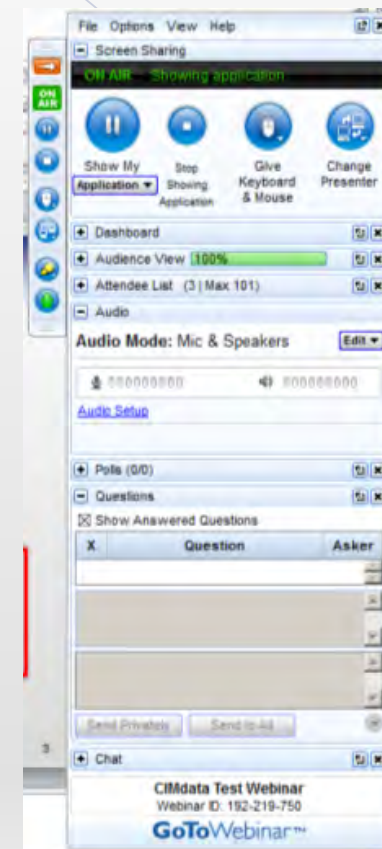 File Options View Help
Screen Sharing
ON AIR Showing application
ON
AIR
Show My
Application
Stop
Showing
Application
Give
Keyboard
& Mouse
Change
Presenter
Dashboard
Audience View 100%
Attendee List (3 | Max 101)
Audio
Audio Mode: Mic & Speakers
Edit
Audio Setup
Polls (0/0)
Questions
Show Answered Questions
X Question Asker
Send Privately Send to All
3
Chat
CIMdata Test Webinar
Webinar ID: 192-219-750
GoToWebinar™